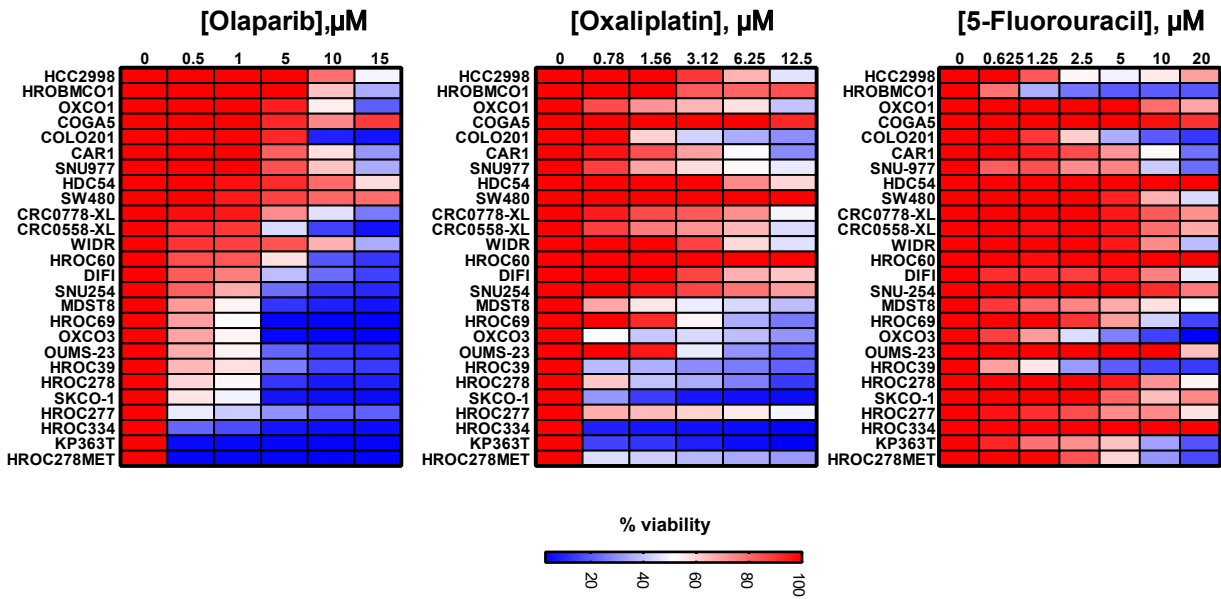 [Olaparib],µM
0 0.5 1 5 10 15
HCC2998
HROBMCO1
OXCO1
COGA5
COLO201
CAR1
SNU977
HDC54
SW480
CRC0778-XL
CRC0558-XL
WIDR
HROC60
DIFI
SNU254
MDST8
HROC69
OXCO3
OUMS-23
HROC39
HROC278
SKCO-1
HROC277
HROC334
KP363T
HROC278MET
[Oxaliplatin], µM
0 0.78 1.56 3.12 6.25 12.5
HCC2998
HROBMCO1
OXCO1
COGA5
COLO201
CAR1
SNU977
HDC54
SW480
CRC0778-XL
CRC0558-XL
WIDR
HROC60
DIFI
SNU254
MDST8
HROC69
OXCO3
OUMS-23
HROC39
HROC278
SKCO-1
HROC277
HROC334
KP363T
HROC278MET
[5-Fluorouracil], µM
0 0.625 1.25 2.5 5 10 20
HCC2998
HROBMCO1
OXCO1
COGA5
COLO201
CAR1
SNU-977
HDC54
SW480
CRC0778-XL
CRC0558-XL
WIDR
HROC60
DIFI
SNU-254
MDST8
HROC69
OXCO3
OUMS-23
HROC39
HROC278
SKCO-1
HROC277
HROC334
KP363T
HROC278MET
% viability
20 40 60 80 100